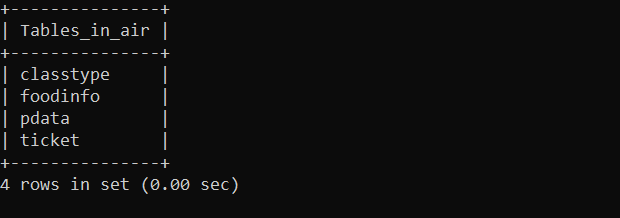 +---------------+
| Tables_in_air |
+---------------+
| classtype     |
| foodinfo      |
| pdata         |
| ticket        |
+---------------+
4 rows in set (0.00 sec)